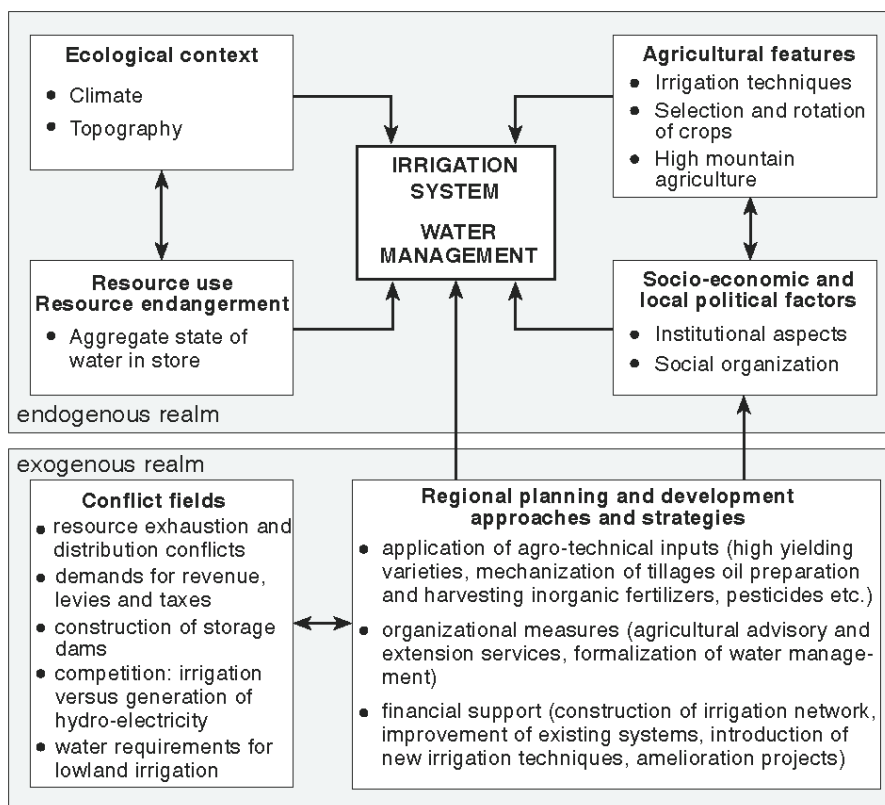 Ecological context
• Climate
• Topography
Agricultural features
• Irrigation techniques
• Selection and rotation
of crops
• High mountain
agriculture
IRRIGATION
SYSTEM
WATER
MANAGEMENT
Resource use
Resource endangerment
• Aggregate state of
water in store
Socio-economic and
local political factors
• Institutional aspects
• Social organization
endogenous realm
exogenous realm
Conflict fields
• resource exhaustion and
distribution conflicts
• demands for revenue,
levies and taxes
• construction of storage
dams
• competition: irrigation
versus generation of
hydro-electricity
• water requirements for
lowland irrigation
Regional planning and development
approaches and strategies
• application of agro-technical inputs (high yielding
varieties, mechanization of tillages oil preparation
and harvesting inorganic fertilizers, pesticides etc.)
• organizational measures (agricultural advisory and
extension services, formalization of water manage-
ment)
• financial support (construction of irrigation network,
improvement of existing systems, introduction of
new irrigation techniques, amelioration projects)